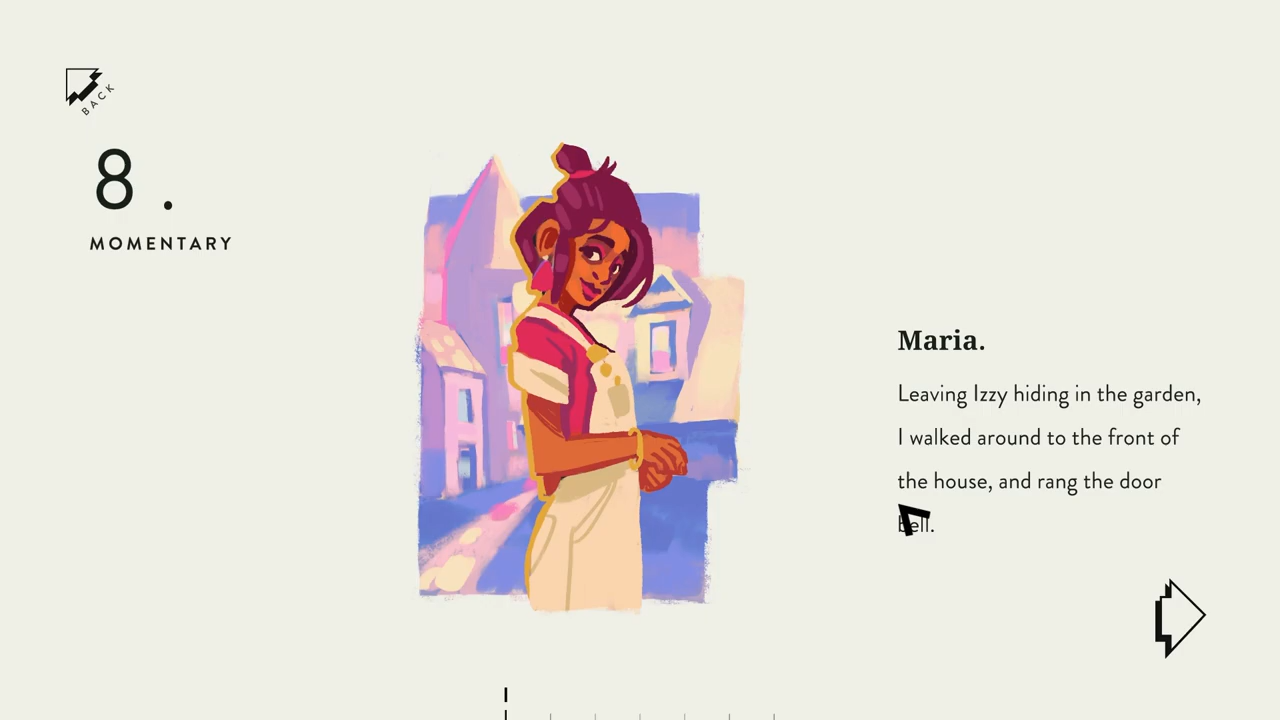 BACK
8 .
MOMENTARY
Maria.
Leaving Izzy hiding in the garden,
I walked around to the front of
the house, and rang the door
bell.